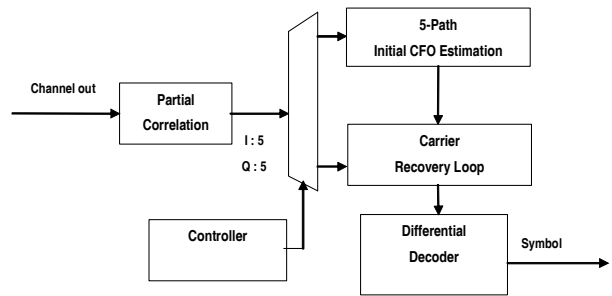 Channel out
Partial
Correlation
I : 5
Q : 5
5-Path
Initial CFO Estimation
Carrier
Recovery Loop
Controller
Differential
Decoder
Symbol